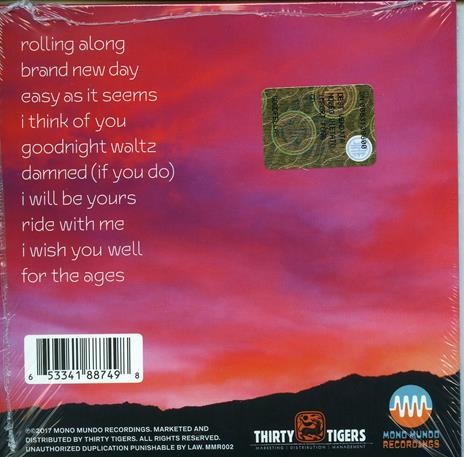 rolling along
brand new day
easy as it seems
i think of you
goodnight waltz
damned (if you do)
i will be yours
ride with me
i wish you well
for the ages
6 53341 88749 8
℗©2017 MONO MUNDO RECORDINGS. MARKETED AND
DISTRIBUTED BY THIRTY TIGERS. ALL RIGHTS RESERVED.
UNAUTHORIZED DUPLICATION PUNISHABLE BY LAW. MMR002
THIRTY TIGERS
MARKETING | DISTRIBUTION | MANAGEMENT
MONO MUNDO
RECORDINGS